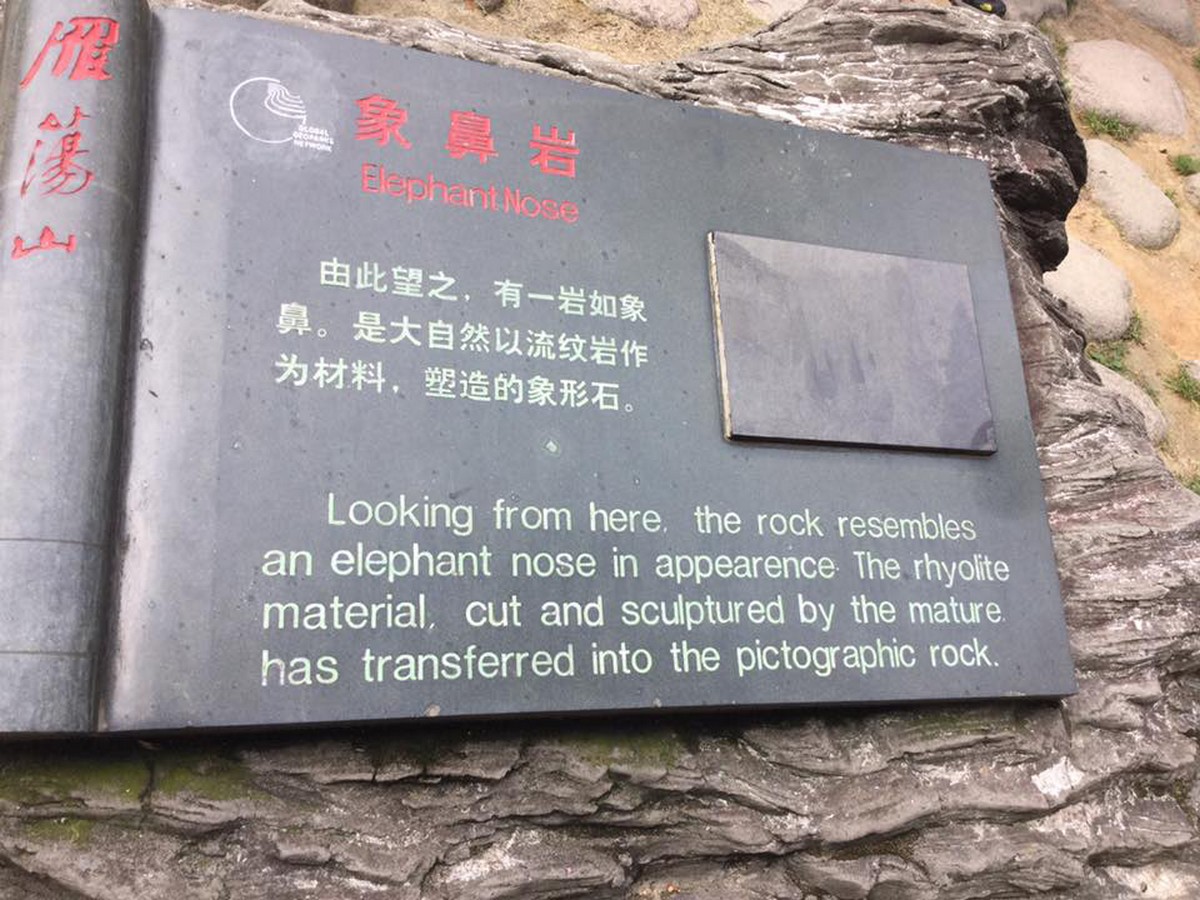 雁荡山
GLOBAL
GEOPARKS
NETWORK
象鼻岩
Elephant Nose
由此望之，有一岩如象
鼻。是大自然以流纹岩作
为材料，塑造的象形石。
Looking from here, the rock resembles
an elephant nose in appearence. The rhyolite
material, cut and sculptured by the mature.
has transferred into the pictographic rock.